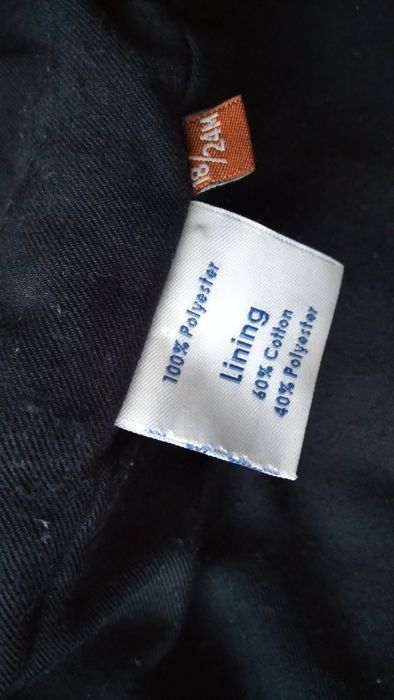 18/24M
100% Polyester
Lining
60% Cotton
40% Polyester